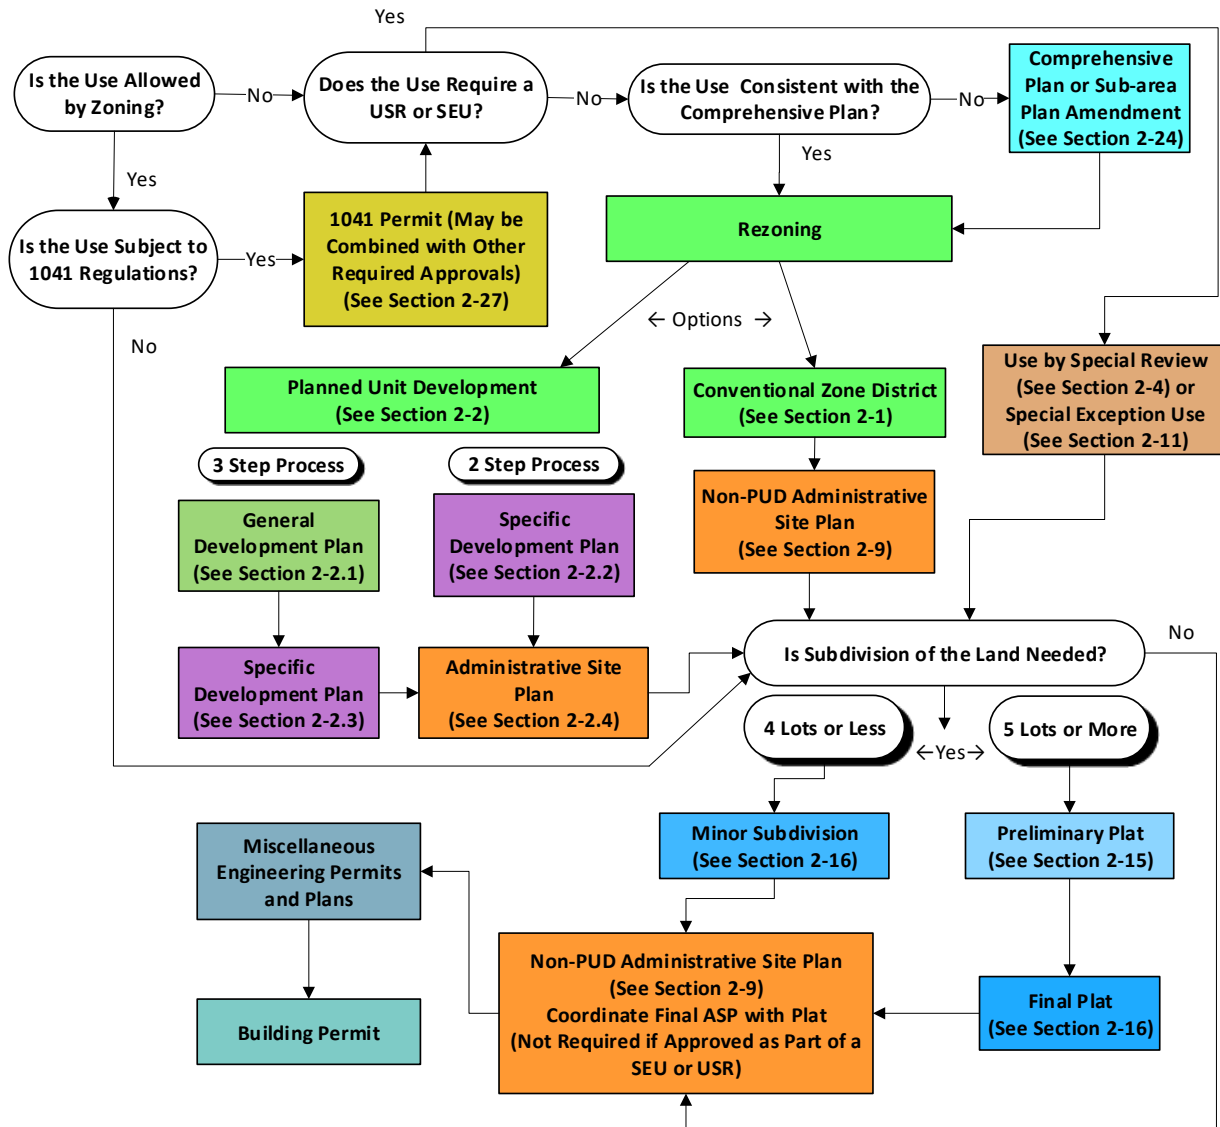 Yes
Is the Use Allowed
by Zoning?
No
Does the Use Require a
USR or SEU?
No
Is the Use Consistent with the
Comprehensive Plan?
No
Comprehensive
Plan or Sub-area
Plan Amendment
(See Section 2-24)
Yes
Yes
Is the Use Subject to
1041 Regulations?
Yes
1041 Permit (May be
Combined with Other
Required Approvals)
(See Section 2-27)
Rezoning
No
← Options →
Planned Unit Development
(See Section 2-2)
Conventional Zone District
(See Section 2-1)
Use by Special Review
(See Section 2-4) or
Special Exception Use
(See Section 2-11)
3 Step Process
2 Step Process
General
Development Plan
(See Section 2-2.1)
Specific
Development Plan
(See Section 2-2.2)
Non-PUD Administrative
Site Plan
(See Section 2-9)
Specific
Development Plan
(See Section 2-2.3)
Administrative Site
Plan
(See Section 2-2.4)
Is Subdivision of the Land Needed?
No
4 Lots or Less
←Yes→
5 Lots or More
Minor Subdivision
(See Section 2-16)
Preliminary Plat
(See Section 2-15)
Miscellaneous
Engineering Permits
and Plans
Non-PUD Administrative Site Plan
(See Section 2-9)
Coordinate Final ASP with Plat
(Not Required if Approved as Part of a
SEU or USR)
Final Plat
(See Section 2-16)
Building Permit